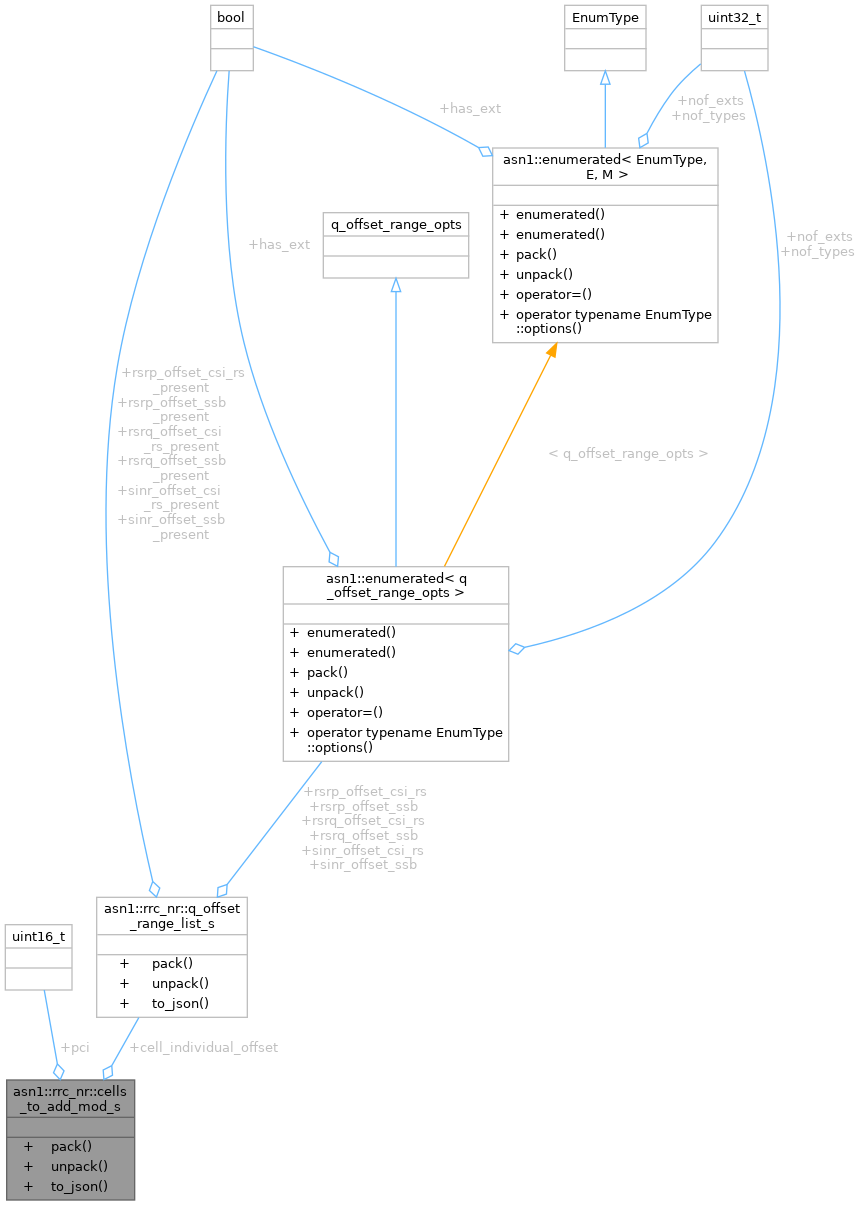 bool
EnumType
uint32_t
+has_ext
+nof_exts
+nof_types
asn1::enumerated< EnumType,
E, M >
+ enumerated()
+ enumerated()
+ pack()
+ unpack()
+ operator=()
+ operator typename EnumType
::options()
q_offset_range_opts
+has_ext
+nof_exts
+nof_types
+rsrp_offset_csi_rs
_present
+rsrp_offset_ssb
_present
+rsrq_offset_csi
_rs_present
+rsrq_offset_ssb
_present
+sinr_offset_csi
_rs_present
+sinr_offset_ssb
_present
< q_offset_range_opts >
asn1::enumerated< q
_offset_range_opts >
+ enumerated()
+ enumerated()
+ pack()
+ unpack()
+ operator=()
+ operator typename EnumType
::options()
+rsrp_offset_csi_rs
+rsrp_offset_ssb
+rsrq_offset_csi_rs
+rsrq_offset_ssb
+sinr_offset_csi_rs
+sinr_offset_ssb
asn1::rrc_nr::q_offset
_range_list_s
+ pack()
+ unpack()
+ to_json()
uint16_t
+pci
+cell_individual_offset
asn1::rrc_nr::cells
_to_add_mod_s
+ pack()
+ unpack()
+ to_json()